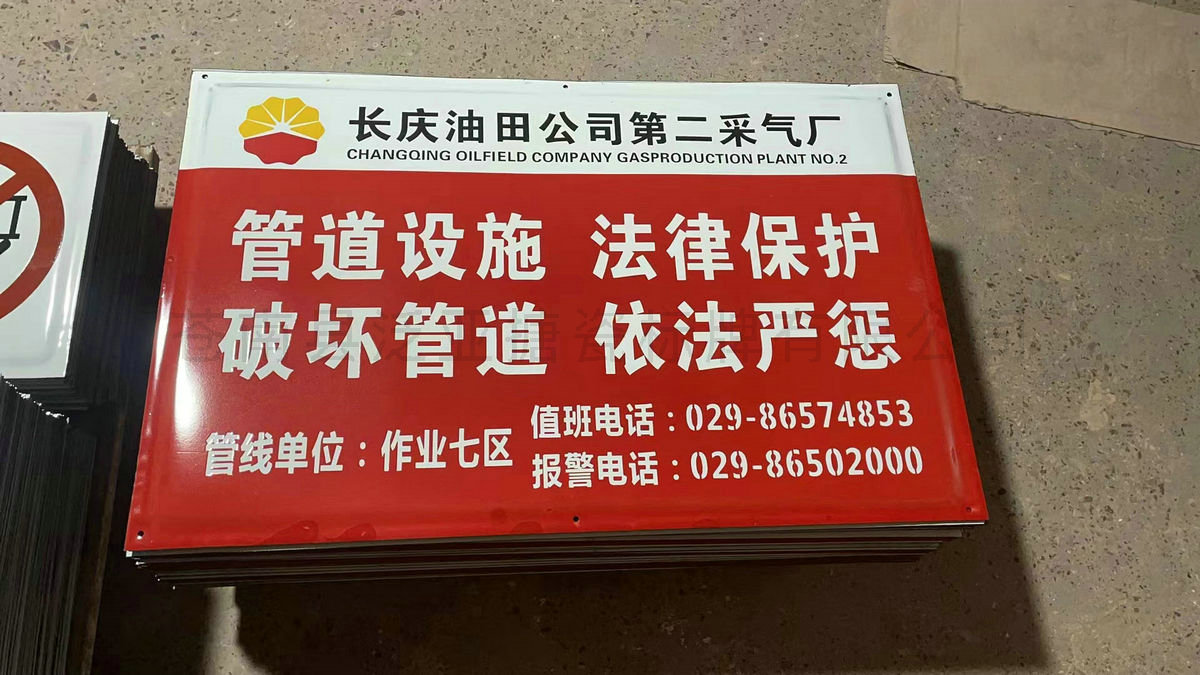 长庆油田公司第二采气厂
CHANGQING OILFIELD COMPANY GASPRODUCTION PLANT NO.2
管道设施 法律保护
破坏管道 依法严惩
管线单位：作业七区
值班电话：029-86574853
报警电话：029-86502000